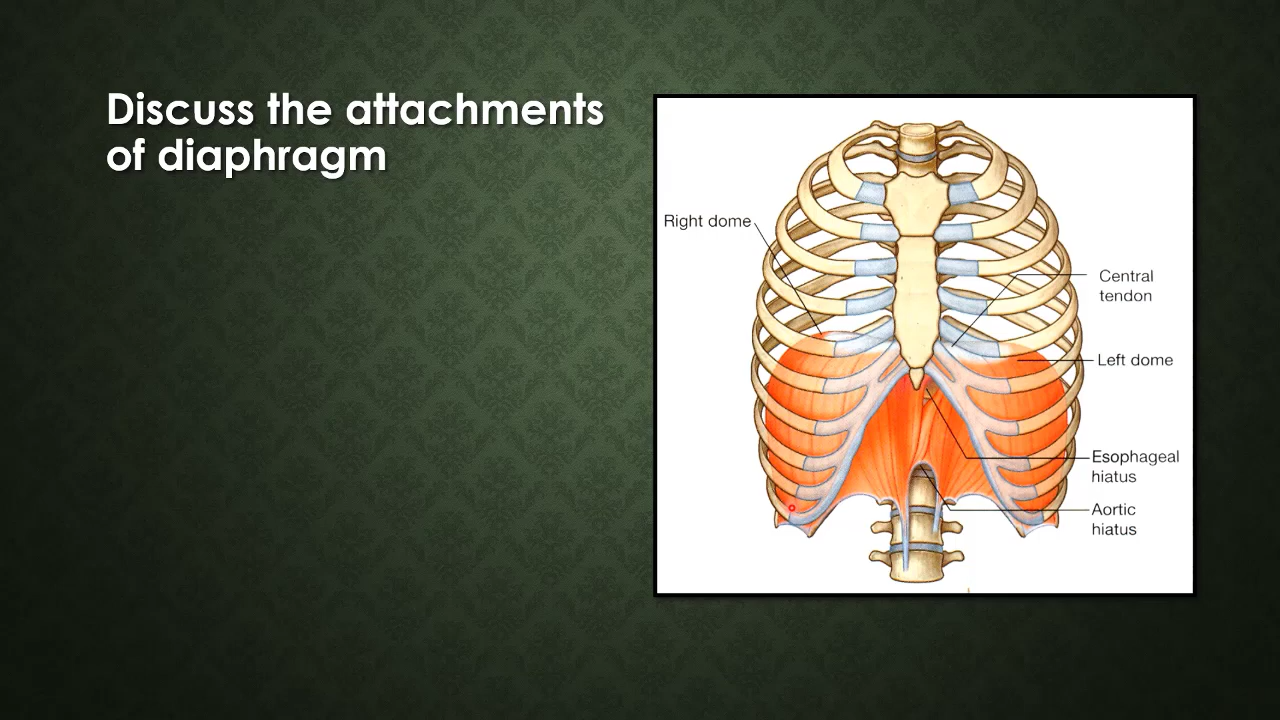 Discuss the attachments
of diaphragm
Right dome
Central
tendon
Left dome
Esophageal
hiatus
Aortic
hiatus